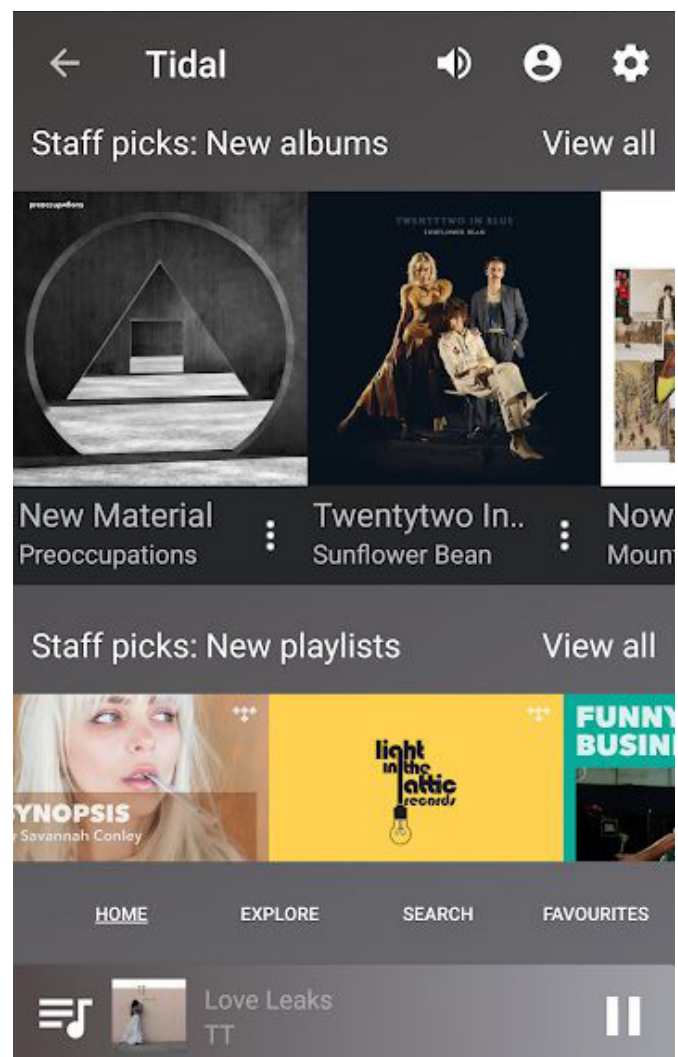 Tidal
Staff picks: New albums
View all
preoccupations
TWENTYTWO IN BLUE
SUNFLOWER BEAN
New Material
Preoccupations
Twentytwo In..
Sunflower Bean
Now
Moun
Staff picks: New playlists
View all
YNOPSIS
Savannah Conley
light
in the
attic
records
FUNNY
BUSIN
HOME
EXPLORE
SEARCH
FAVOURITES
Love Leaks
TT